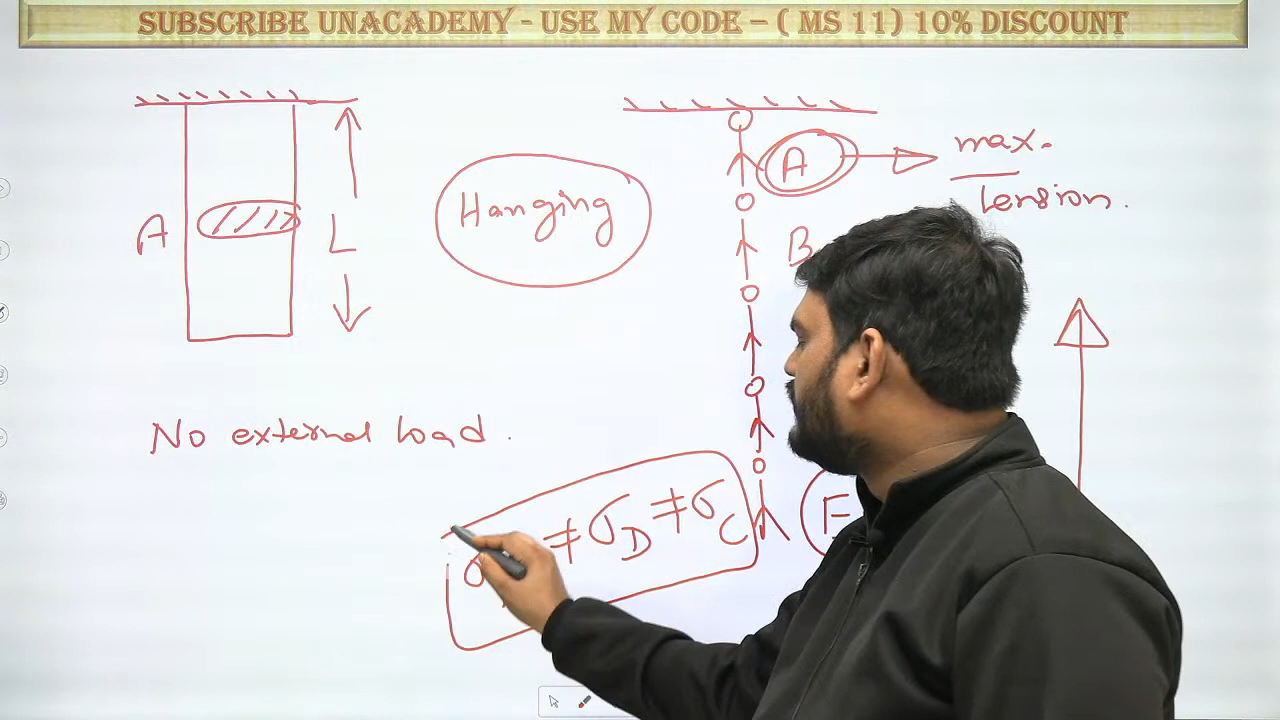 SUBSCRIBE UNACADEMY - USE MY CODE – ( MS 11) 10% DISCOUNT
A
L
Hanging
A
max.
tension.
B
No external load.
≠ σD ≠ σC
E